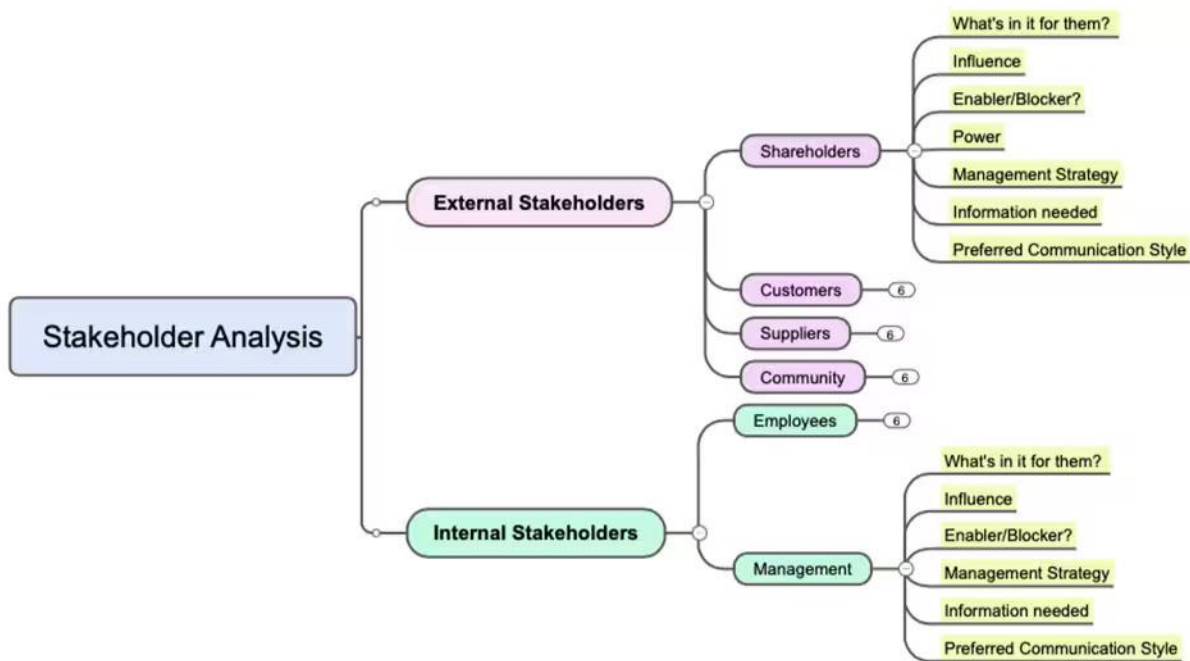 Stakeholder Analysis
External Stakeholders
Shareholders
What's in it for them?
Influence
Enabler/Blocker?
Power
Management Strategy
Information needed
Preferred Communication Style
Customers 6
Suppliers 6
Community 6
Internal Stakeholders
Employees 6
Management
What's in it for them?
Influence
Enabler/Blocker?
Management Strategy
Information needed
Preferred Communication Style